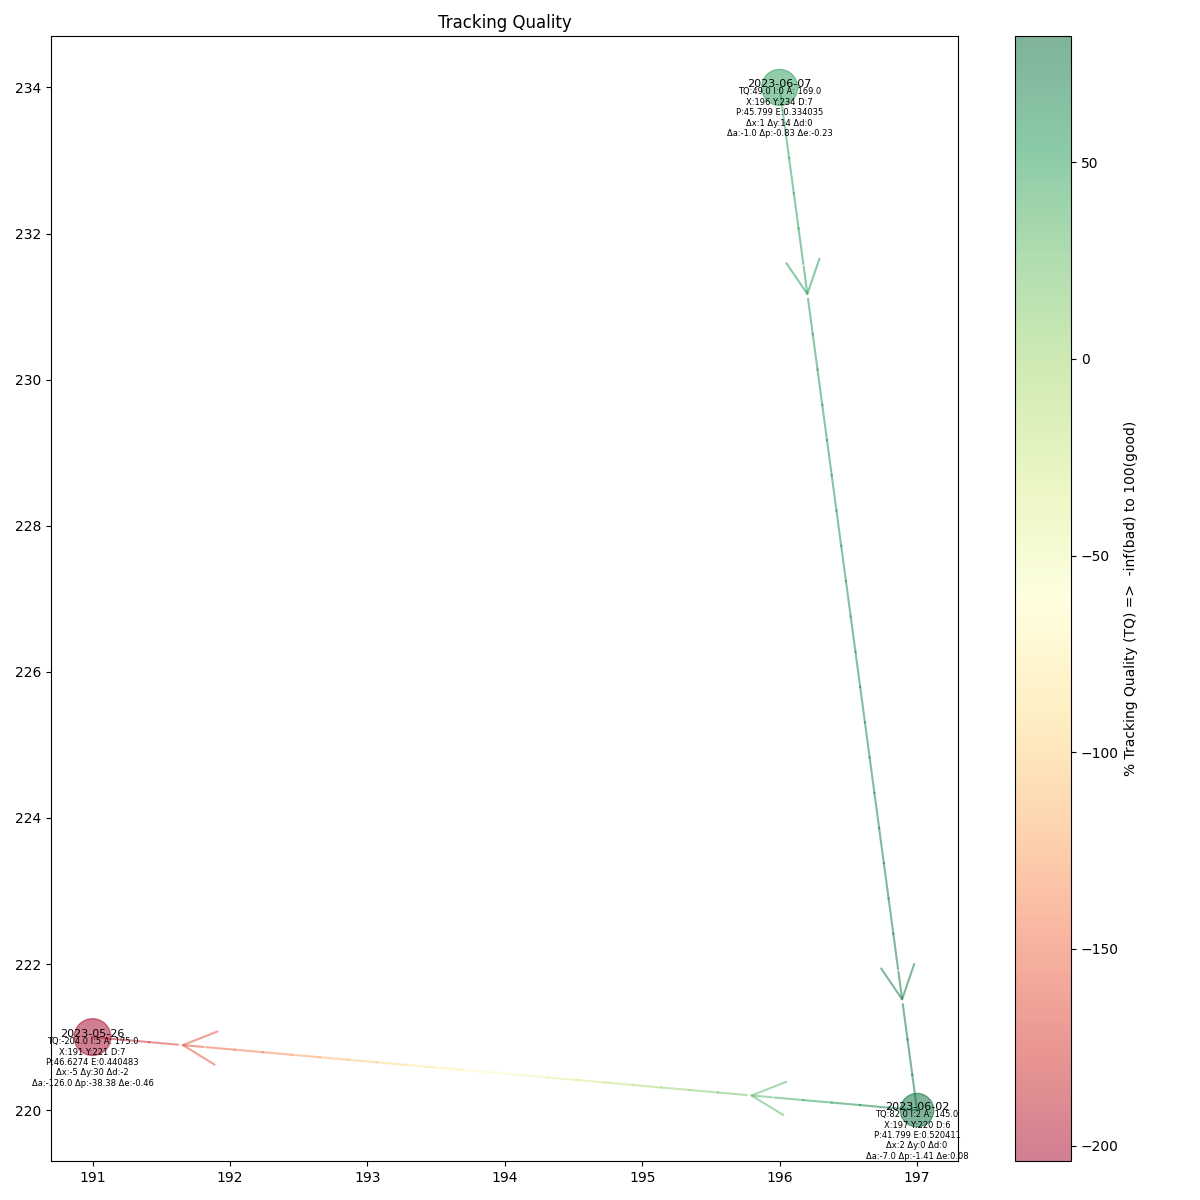 Tracking Quality
234
232
230
228
226
224
222
220
2023-06-07
TQ:49.0 I:0 A: 169.0
X:196 Y:234 D:7
P:45.799 E:0.334035
Δx:1 Δy:14 Δd:0
Δa:-1.0 Δp:-0.83 Δe:-0.23
2023-05-26
TQ:-204.0 I:5 A: 175.0
X:191 Y:221 D:7
P:46.6274 E:0.440483
Δx:-5 Δy:30 Δd:-2
Δa:-126.0 Δp:-38.38 Δe:-0.46
2023-06-02
TQ:82.0 I:2 A: 145.0
X:197 Y:220 D:6
P:41.799 E:0.520411
Δx:2 Δy:0 Δd:0
Δa:-7.0 Δp:-1.41 Δe:0.08
191 192 193 194 195 196 197
50
0
−50
−100
−150
−200
% Tracking Quality (TQ) => -inf(bad) to 100(good)